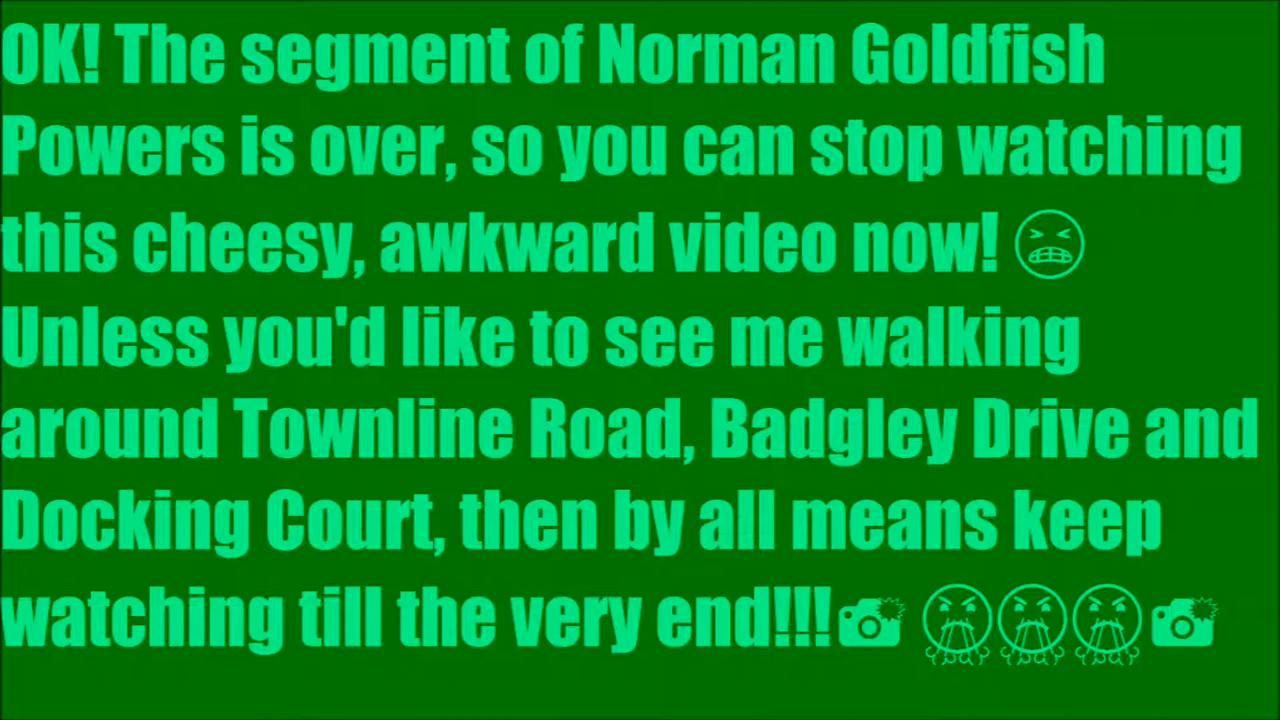 OK! The segment of Norman Goldfish
Powers is over, so you can stop watching
this cheesy, awkward video now! 😫
Unless you'd like to see me walking
around Townline Road, Badgley Drive and
Docking Court, then by all means keep
watching till the very end!!!📸 😤😤😤📸